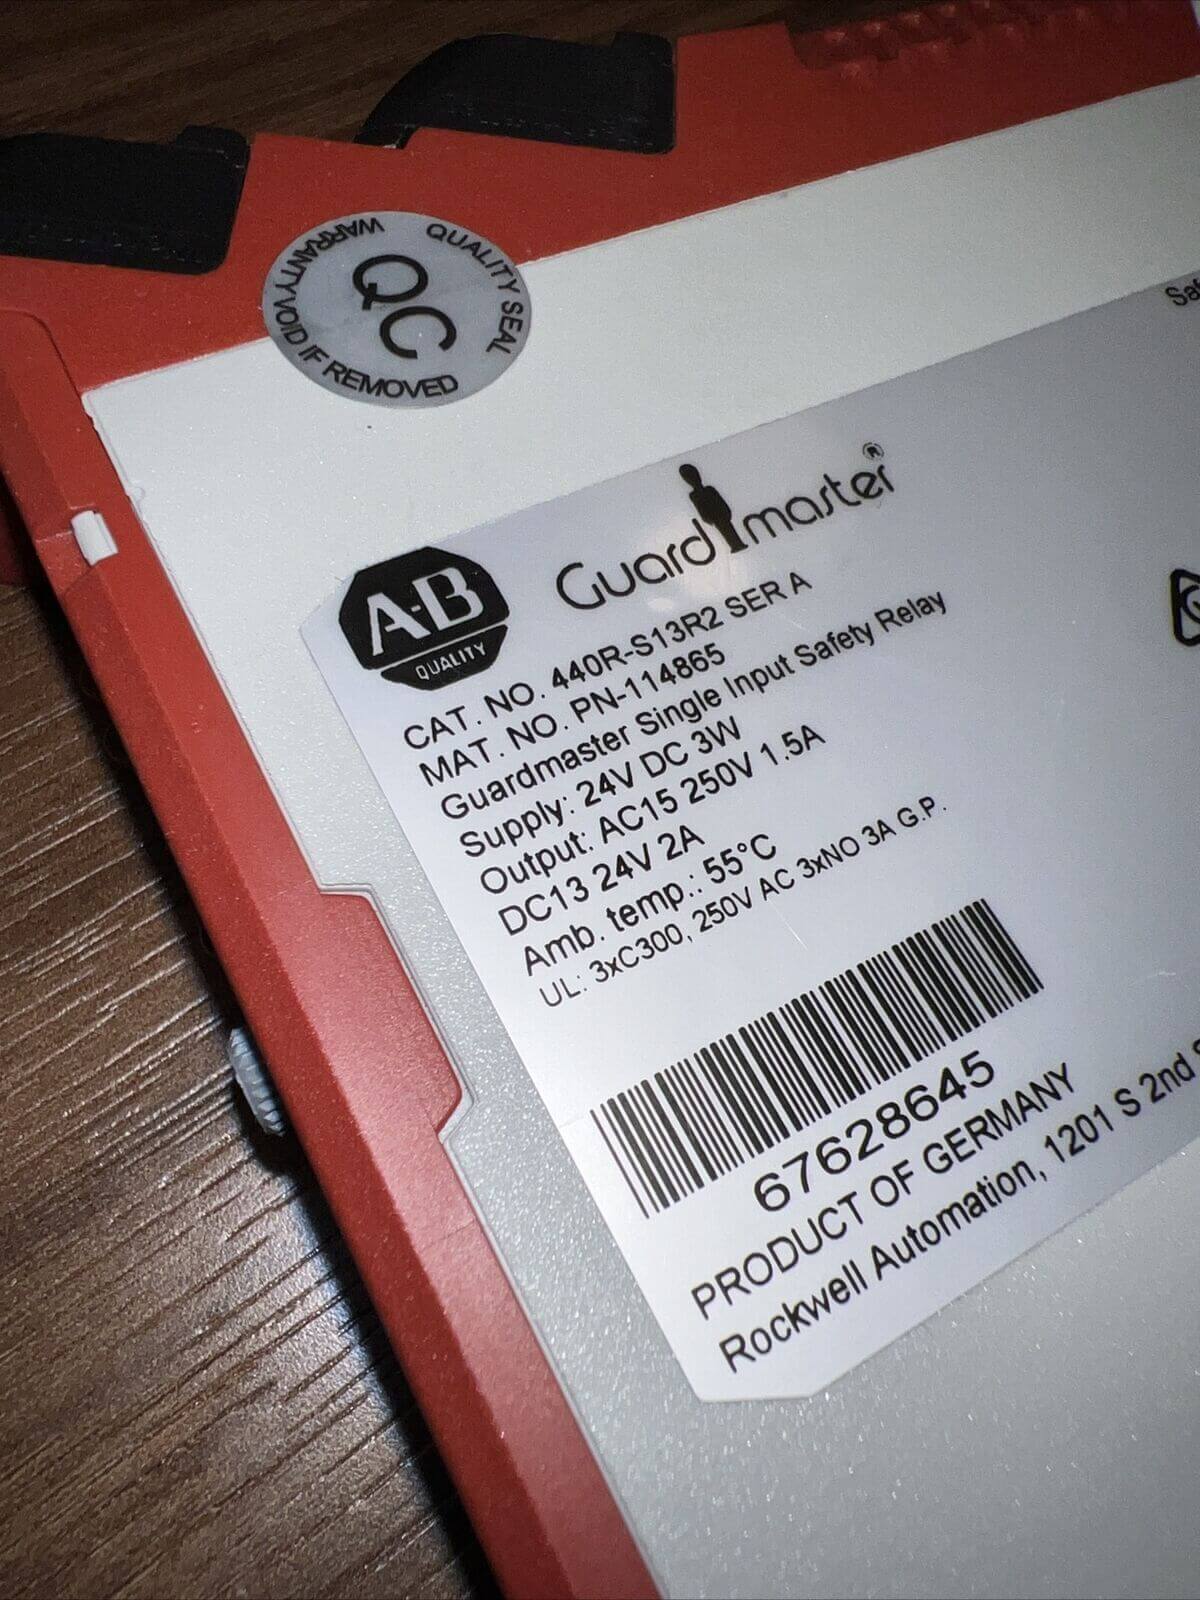 QUALITY SEAL
QC
WARRANTY VOID IF REMOVED
A-B
QUALITY
Guardmaster®
CAT. NO. 440R-S13R2 SER A
MAT. NO. PN-114865
Guardmaster Single Input Safety Relay
Supply: 24V DC 3W
Output: AC15 250V 1.5A
DC13 24V 2A
Amb. temp.: 55°C
UL: 3xC300, 250V AC 3xNO 3A G.P.
67628645
PRODUCT OF GERMANY
Rockwell Automation, 1201 S 2nd